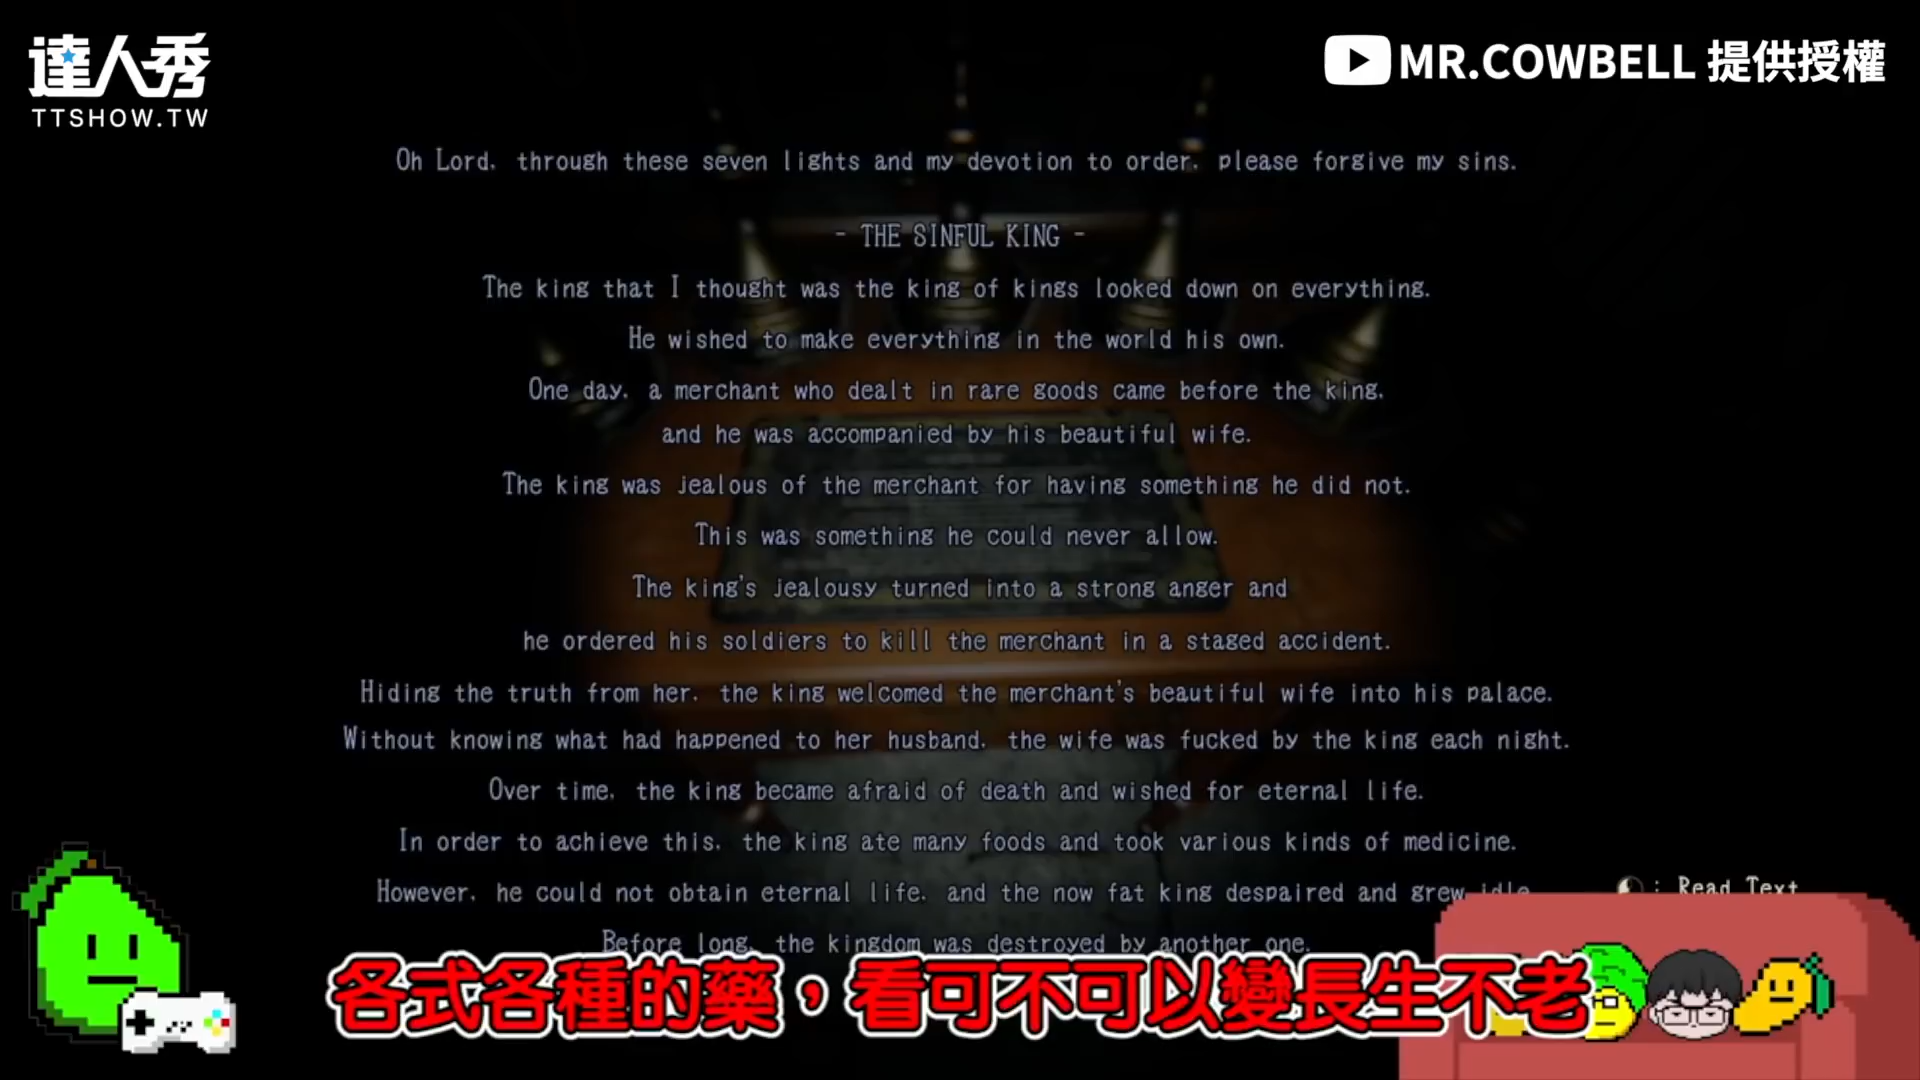 達人秀
TTSHOW.TW
MR.COWBELL 提供授權
Oh Lord, through these seven lights and my devotion to order, please forgive my sins.
- THE SINFUL KING -
The king that I thought was the king of kings looked down on everything.
He wished to make everything in the world his own.
One day, a merchant who dealt in rare goods came before the king,
and he was accompanied by his beautiful wife.
The king was jealous of the merchant for having something he did not.
This was something he could never allow.
The king's jealousy turned into a strong anger and
he ordered his soldiers to kill the merchant in a staged accident.
Hiding the truth from her, the king welcomed the merchant's beautiful wife into his palace.
Without knowing what had happened to her husband, the wife was fucked by the king each night.
Over time, the king became afraid of death and wished for eternal life.
In order to achieve this, the king ate many foods and took various kinds of medicine.
However, he could not obtain eternal life, and the now fat king despaired and grew idle
: Read Text
Before long, the kingdom was destroyed by another one.
各式各種的藥，看可不可以變長生不老